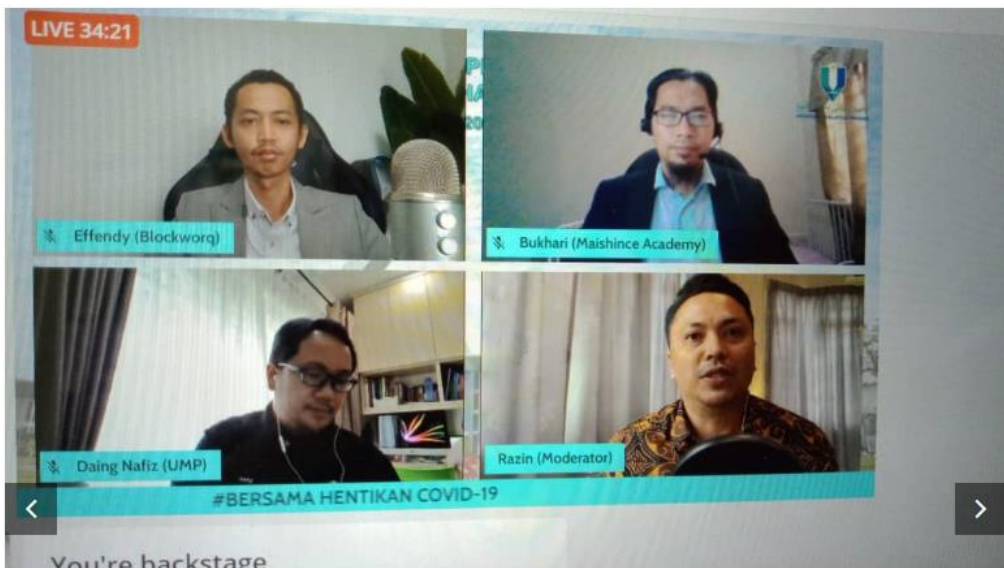 LIVE 34:21
Effendy (Blockworq)
Bukhari (Maishince Academy)
Daing Nafiz (UMP)
Razin (Moderator)
#BERSAMA HENTIKAN COVID-19
You're backstage